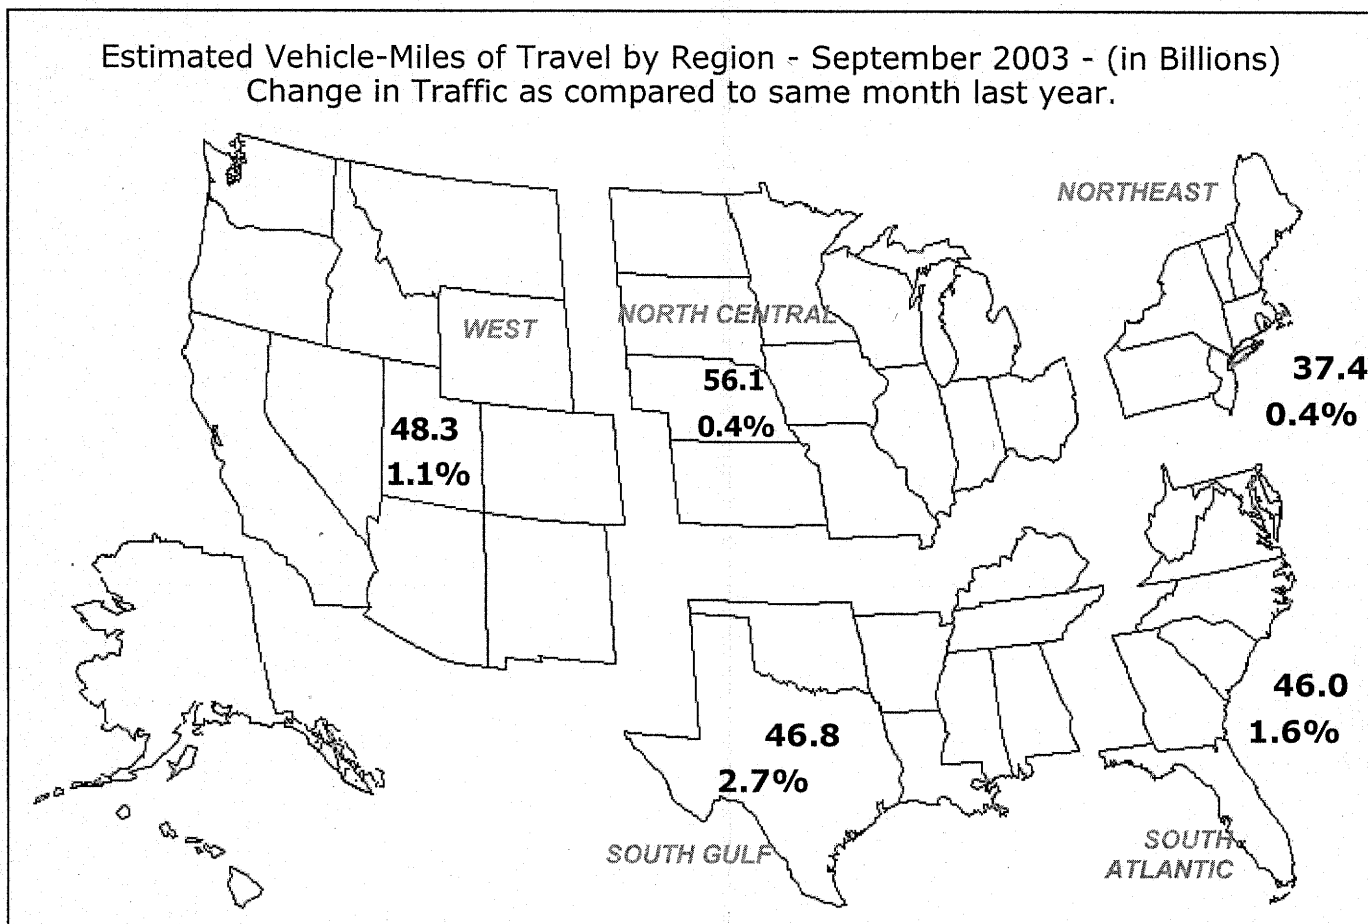 Estimated Vehicle-Miles of Travel by Region - September 2003 - (in Billions)
Change in Traffic as compared to same month last year.
NORTHEAST
WEST
NORTH CENTRAL
37.4
0.4%
56.1
0.4%
48.3
1.1%
46.0
1.6%
46.8
2.7%
SOUTH GULF
SOUTH
ATLANTIC